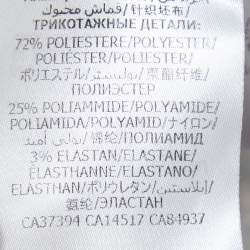 قماش محبوك/针织坯布/
ТРИКОТАЖНЫЕ ДЕТАЛИ:
72% POLIESTERE/POLYESTER/
POLIÉSTER/POLIESTER/
ポリエステル/بوليستر/聚酯纤维/
ПОЛИЭСТЕР
25% POLIAMMIDE/POLYAMIDE/
POLIAMIDA/POLYAMID/ナイロン/
بولي أميد/锦纶/ПОЛИАМИД
3% ELASTAN/ELASTANE/
ELASTHANNE/ELASTANO/
ELASTHAN/ポリウレタン/إيلاستين/
氨纶/ЭЛАСТАН
CA37394 CA14517 CA84937